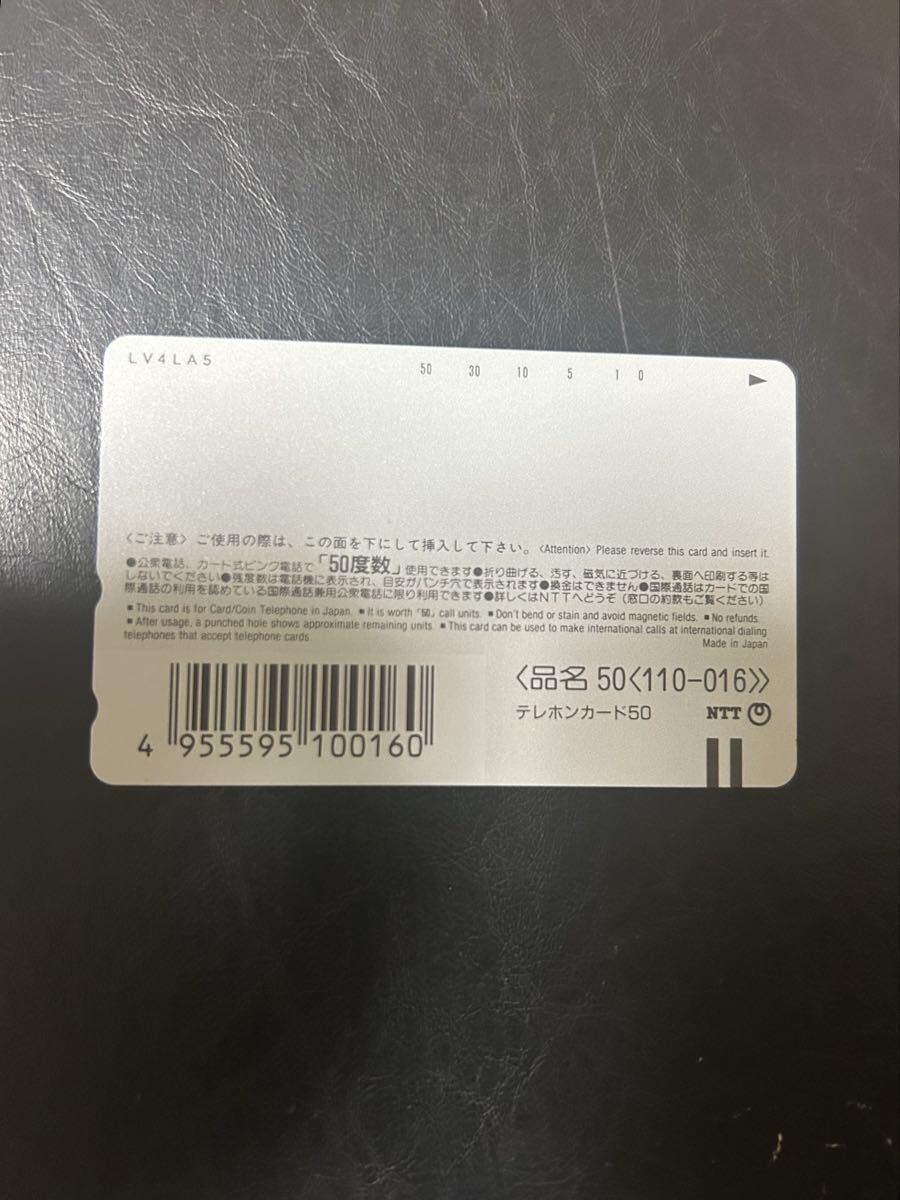 LV4LA5
50 30 10 5 1 0
〈ご注意〉ご使用の際は、この面を下にして挿入して下さい。〈Attention〉Please reverse this card and insert it.
●公衆電話、カード式ピンク電話で「50度数」使用できます●折り曲げる、汚す、磁気に近づける、裏面へ印刷する等は
しないでください●残度数は電話機に表示され、目安がパンチ穴で表示されます●換金はできません●国際通話はカードでの国
際通話の利用を認めている国際通話兼用公衆電話に限り利用できます●詳しくはNTTへどうぞ(窓口の約款もご覧ください)
■This card is for Card/Coin Telephone in Japan. ■It is worth「50」call units. ■Don't bend or stain and avoid magnetic fields. ■No refunds.
■After usage, a punched hole shows approximate remaining units. ■This card can be used to make international calls at international dialing
telephones that accept telephone cards.
Made in Japan
〈品名 50〈110-016〉〉
テレホンカード50 NTT
4 955595 100160